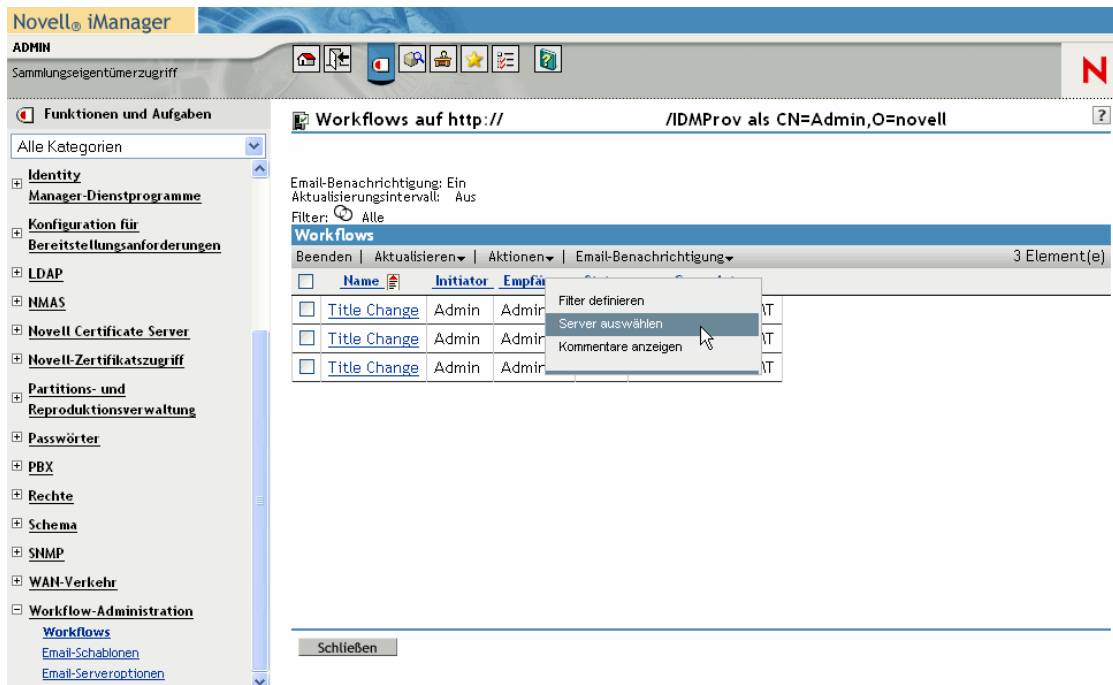 Novell® iManager
ADMIN
Sammlungseigentümerzugriff
N
Funktionen und Aufgaben
Alle Kategorien
Identity
Manager-Dienstprogramme
Konfiguration für
Bereitstellungsanforderungen
LDAP
NMAS
Novell Certificate Server
Novell-Zertifikatszugriff
Partitions- und
Reproduktionsverwaltung
Passwörter
PBX
Rechte
Schema
SNMP
WAN-Verkehr
Workflow-Administration
Workflows
Email-Schablonen
Email-Serveroptionen
Workflows auf http:// /IDMProv als CN=Admin,O=novell
?
Email-Benachrichtigung: Ein
Aktualisierungsintervall: Aus
Filter: Alle
Workflows
Beenden | Aktualisieren | Aktionen | Email-Benachrichtigung 3 Element(e)
Name Initiator
Title Change Admin Admin
Title Change Admin Admin
Title Change Admin Admin
Filter definieren
Server auswählen
Kommentare anzeigen
Schließen